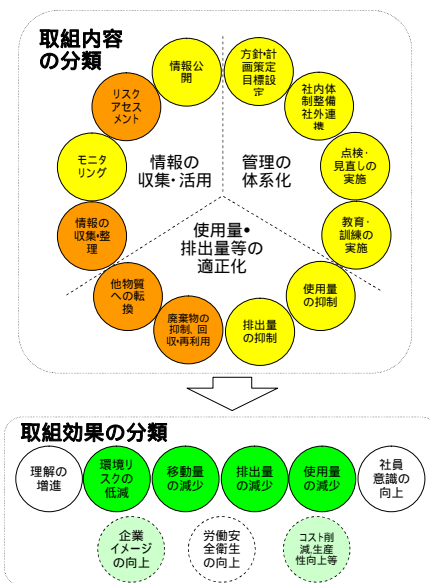 取組内容
の分類
情報公
開
方針・計
画策定
目標設
定
リスク
アセス
メント
社内体
制整備
社外連
携
モニタ
リング
情報の
収集・活用
管理の
体系化
点検・
見直しの
実施
情報の
収集・整
理
使用量・
排出量等の
適正化
教育・
訓練の
実施
他物質
への転
換
使用量
の抑制
廃棄物の
抑制、回
収・再利用
排出量
の抑制
取組効果の分類
理解の
増進
環境リ
スクの
低減
移動量
の減少
排出量
の減少
使用量
の減少
社員
意識の
向上
企業
イメージ
の向上
労働安
全衛生
の向上
コスト削
減、生産
性向上等